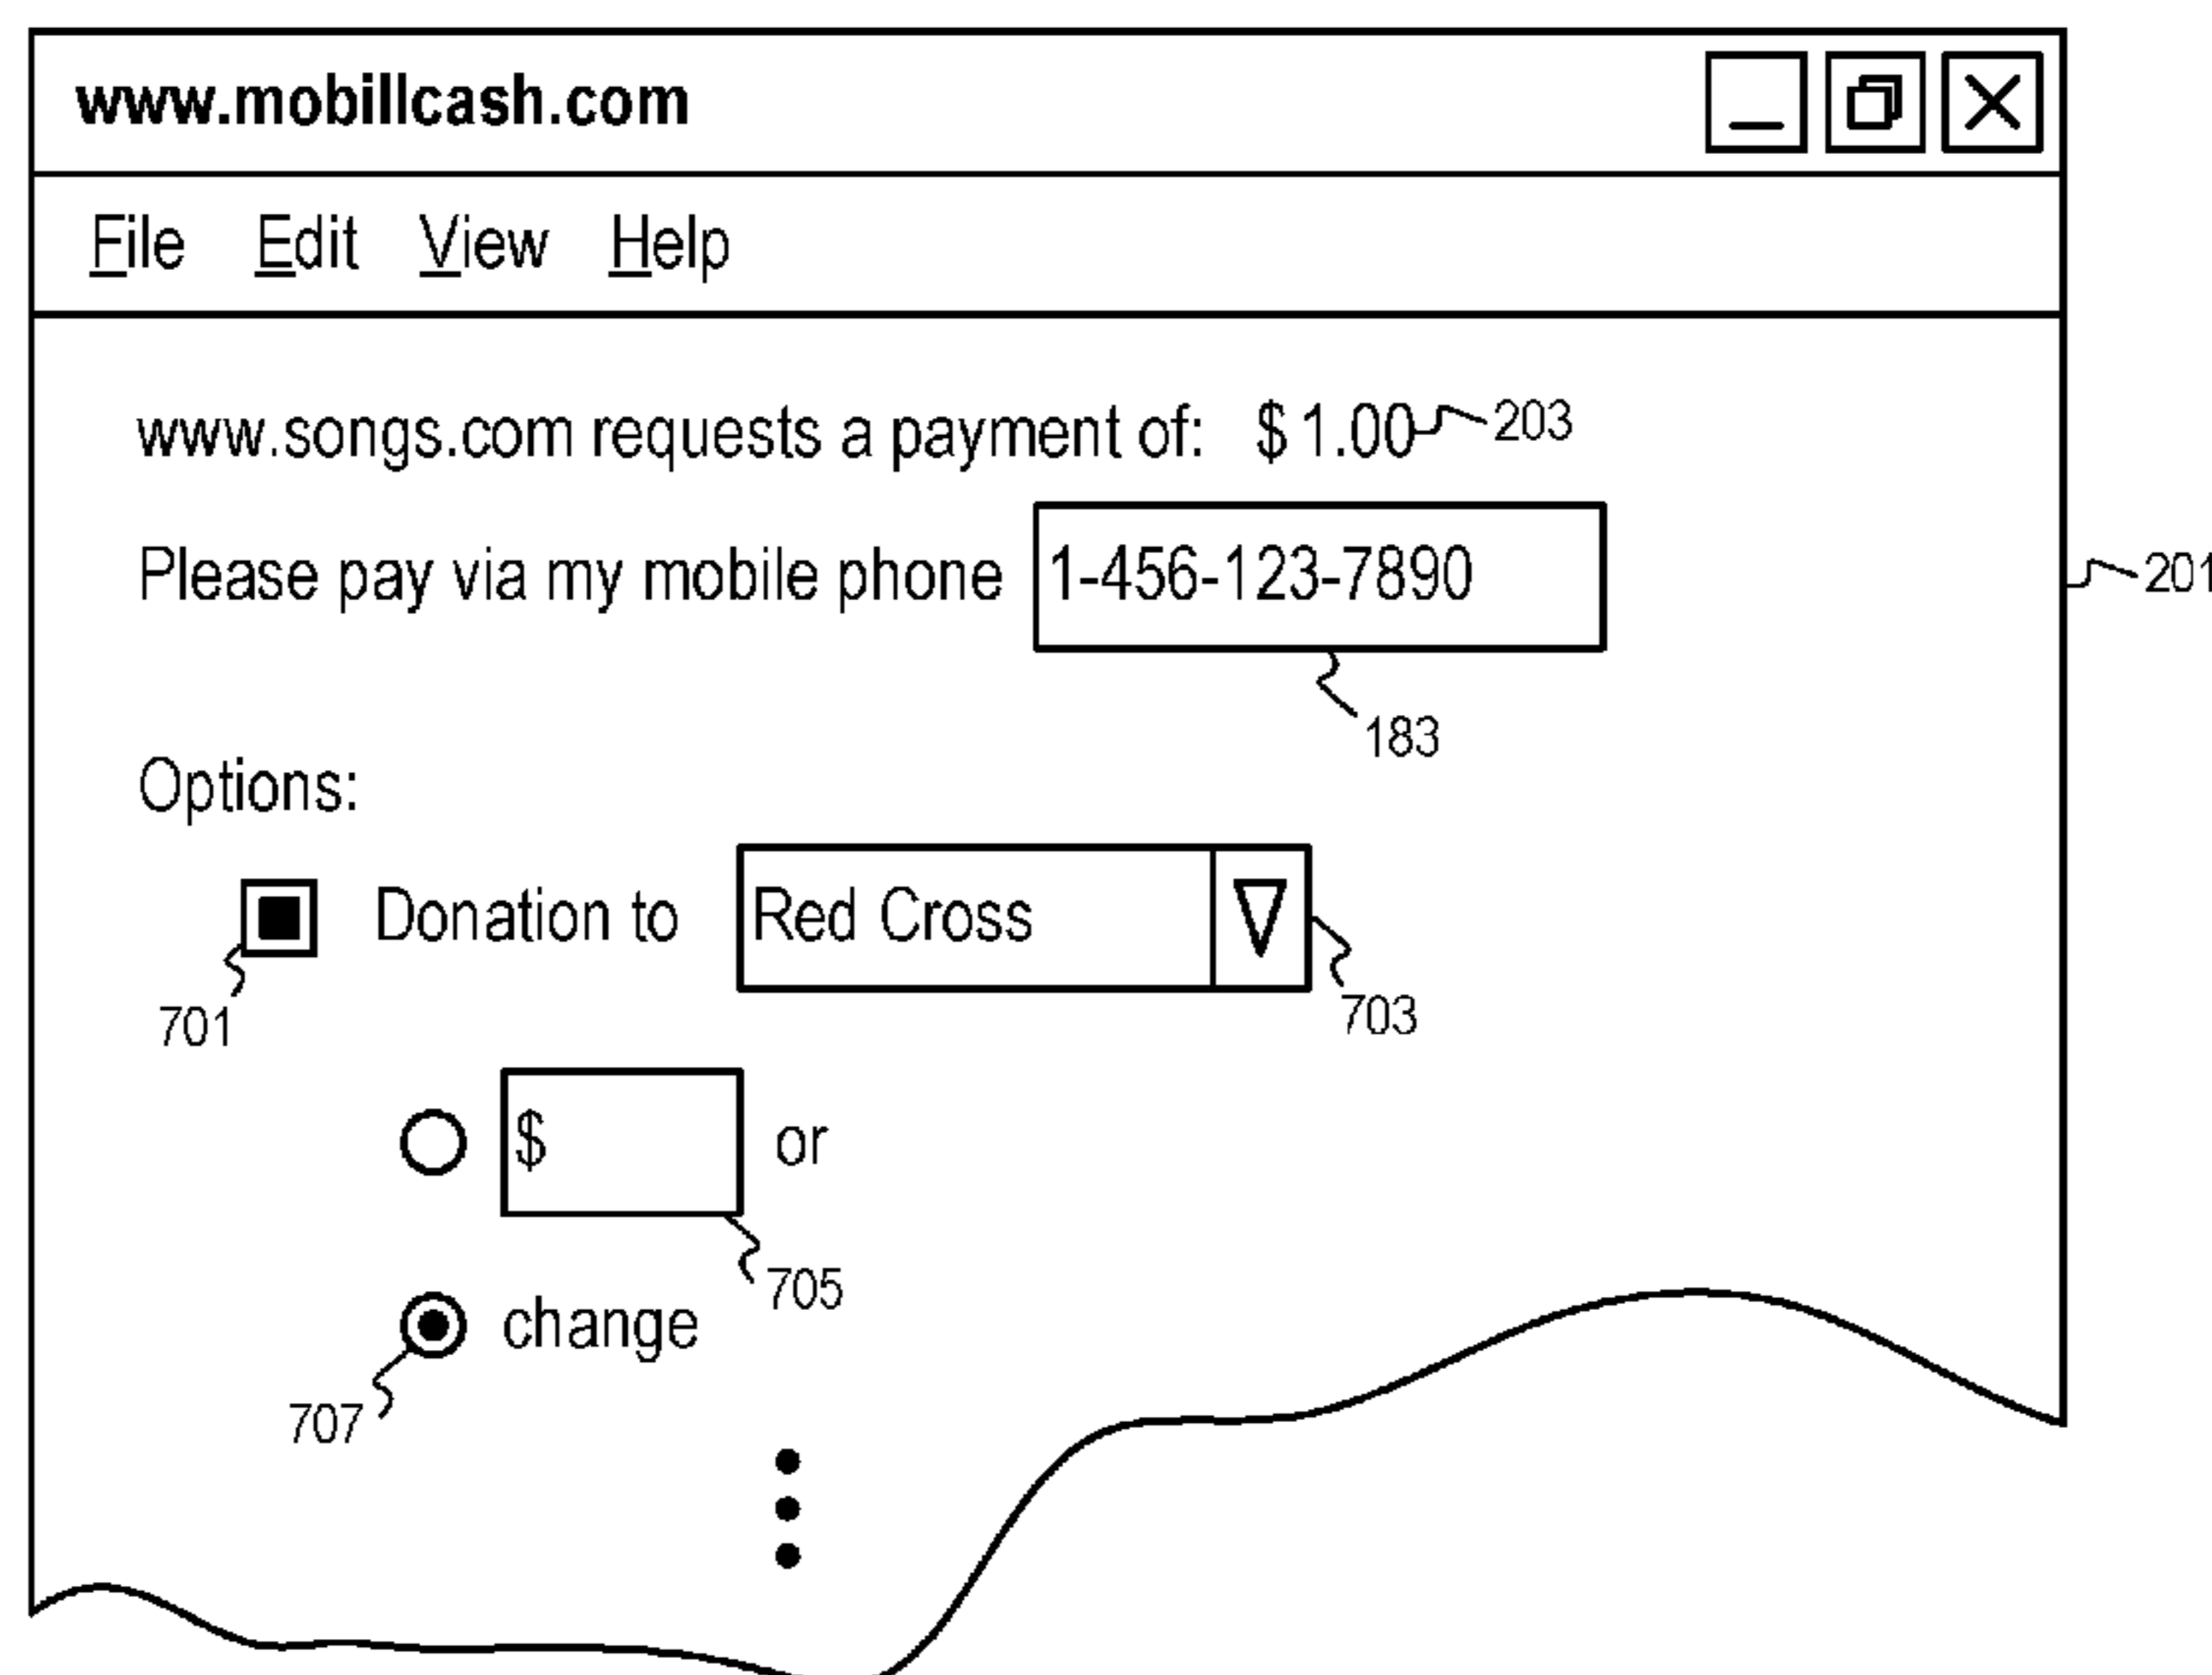 www.mobillcash.com
File Edit View Help
www.songs.com requests a payment of: $ 1.00 203
Please pay via my mobile phone 1-456-123-7890
201
183
Options:
Donation to Red Cross
701
703
$ or
705
change
707